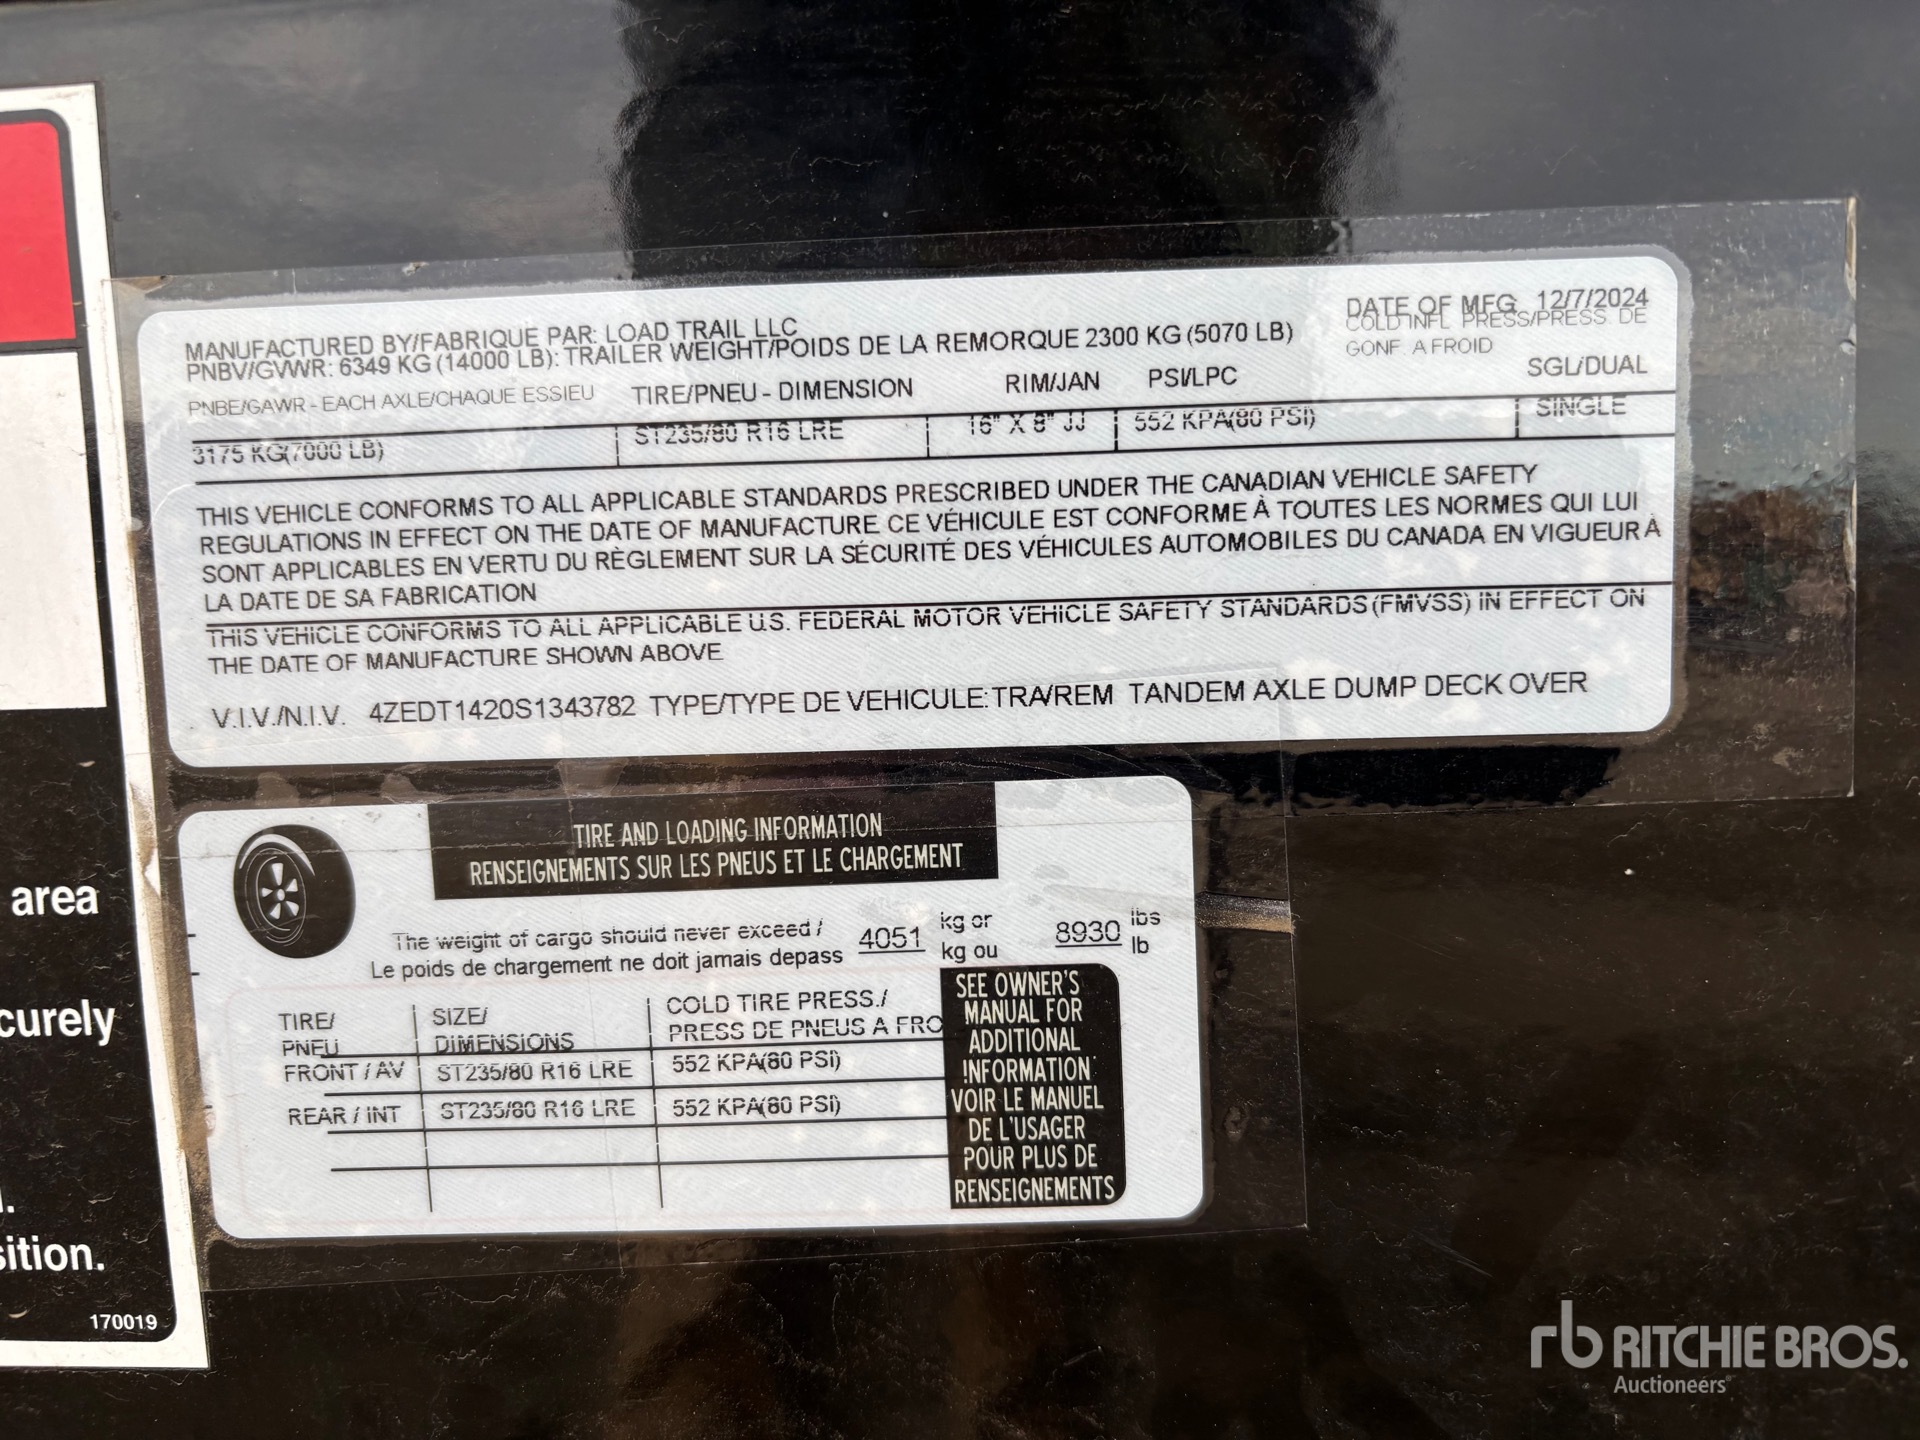 MANUFACTURED BY/FABRIQUE PAR: LOAD TRAIL LLC
DATE OF MFG. 12/7/2024
PNBV/GVWR: 6349 KG (14000 LB): TRAILER WEIGHT/POIDS DE LA REMORQUE 2300 KG (5070 LB)
COLD INFL PRESS/PRESS. DE
GONF. A FROID
PNBE/GAWR - EACH AXLE/CHAQUE ESSIEU TIRE/PNEU - DIMENSION RIM/JAN PSI/LPC SGL/DUAL
3175 KG(7000 LB) ST235/80 R16 LRE 16" X 8" JJ 552 KPA(80 PSI) SINGLE
THIS VEHICLE CONFORMS TO ALL APPLICABLE STANDARDS PRESCRIBED UNDER THE CANADIAN VEHICLE SAFETY
REGULATIONS IN EFFECT ON THE DATE OF MANUFACTURE. CE VÉHICULE EST CONFORME À TOUTES LES NORMES QUI LUI
SONT APPLICABLES EN VERTU DU RÈGLEMENT SUR LA SÉCURITÉ DES VÉHICULES AUTOMOBILES DU CANADA EN VIGUEUR À
LA DATE DE SA FABRICATION
THIS VEHICLE CONFORMS TO ALL APPLICABLE U.S. FEDERAL MOTOR VEHICLE SAFETY STANDARDS (FMVSS) IN EFFECT ON
THE DATE OF MANUFACTURE SHOWN ABOVE
V.I.V./N.I.V. 4ZEDT1420S1343782 TYPE/TYPE DE VEHICULE: TRA/REM TANDEM AXLE DUMP DECK OVER
TIRE AND LOADING INFORMATION
RENSEIGNEMENTS SUR LES PNEUS ET LE CHARGEMENT
The weight of cargo should never exceed / 4051 kg or 8930 lbs
Le poids de chargement ne doit jamais depass kg ou lb
TIRE/ SIZE/ COLD TIRE PRESS./
PNEU DIMENSIONS PRESS DE PNEUS A FRO
FRONT / AV ST235/80 R16 LRE 552 KPA(80 PSI)
REAR / INT ST235/80 R16 LRE 552 KPA(80 PSI)
SEE OWNER'S
MANUAL FOR
ADDITIONAL
INFORMATION
VOIR LE MANUEL
DE L'USAGER
POUR PLUS DE
RENSEIGNEMENTS
area
curely
sition.
170019
rb RITCHIE BROS.
Auctioneers